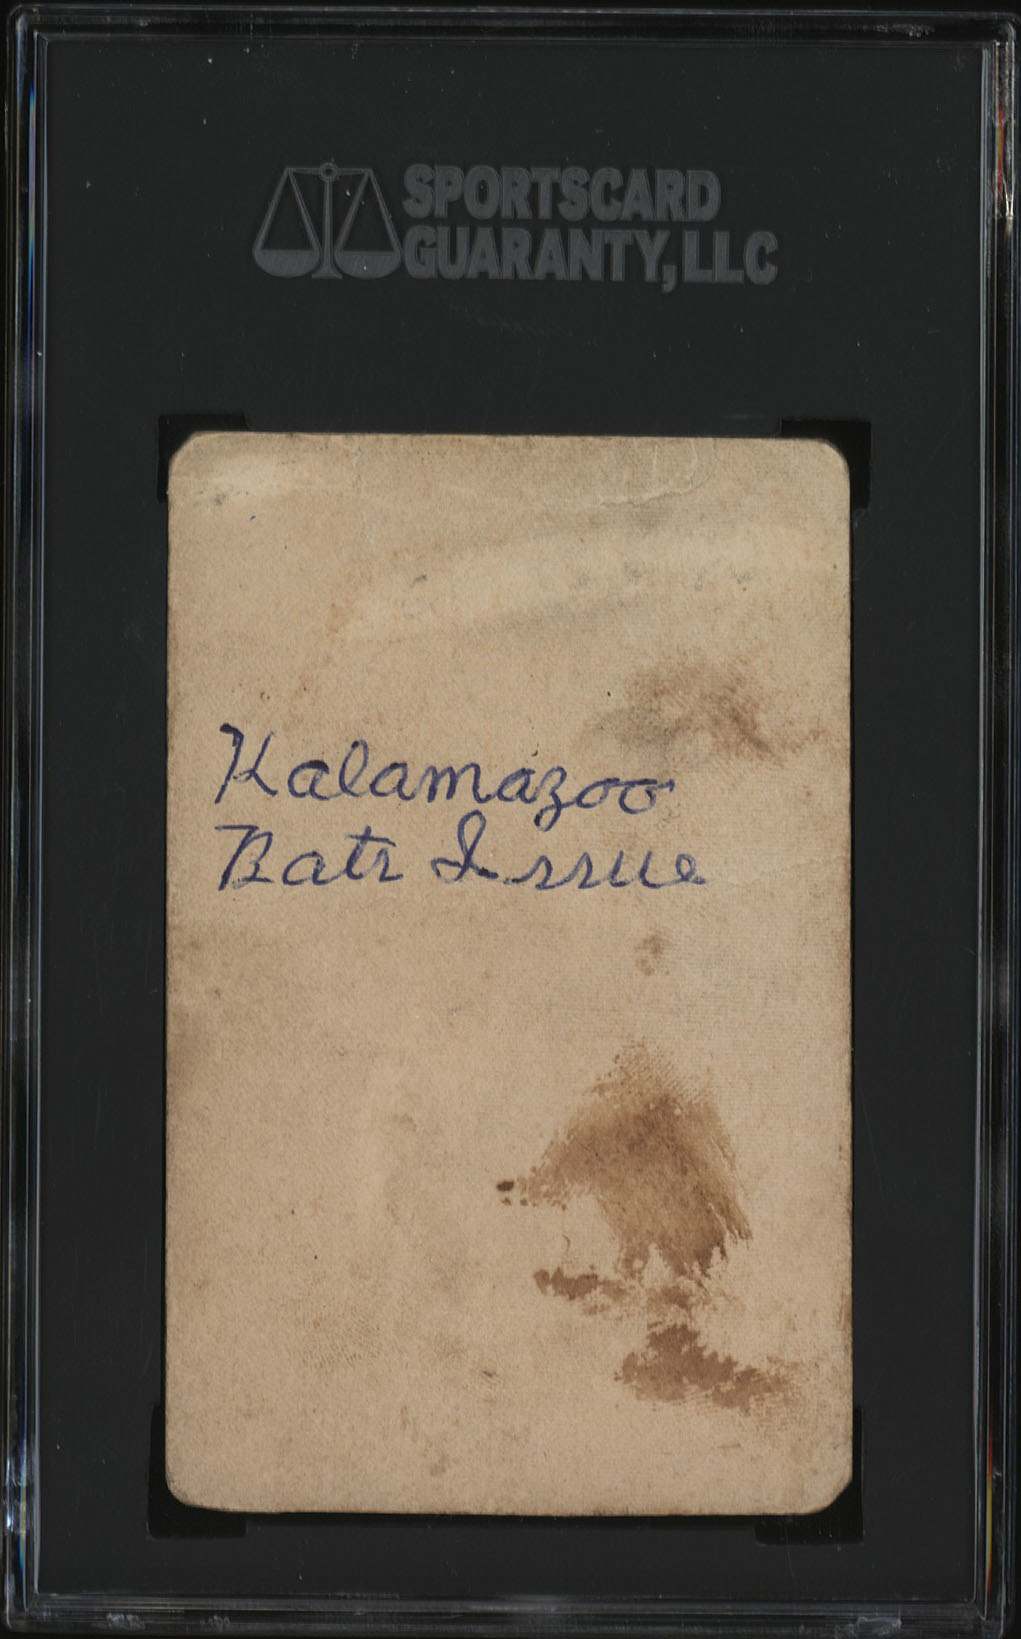 SPORTSCARD
GUARANTY, LLC
Kalamazoo
Bats Issue